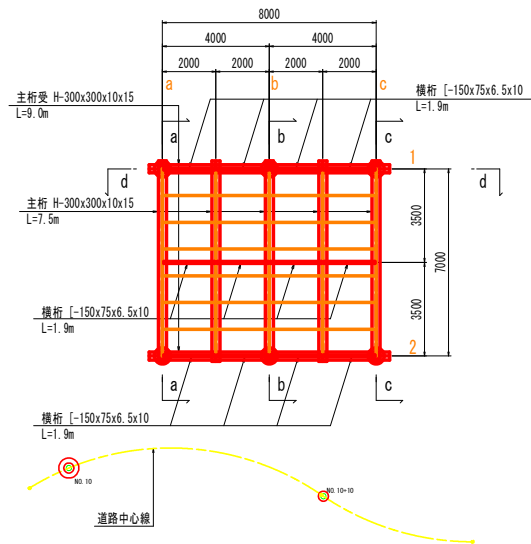 8000
4000 4000
2000 2000 2000 2000
a b c
主桁受 H-300x300x10x15
L=9.0m
横桁 [-150x75x6.5x10
L=1.9m
a b c
1
d d
主桁 H-300x300x10x15
L=7.5m
3500
7000
3500
横桁 [-150x75x6.5x10
L=1.9m
2
a b c
横桁 [-150x75x6.5x10
L=1.9m
NO.10
NO.10+10
道路中心線